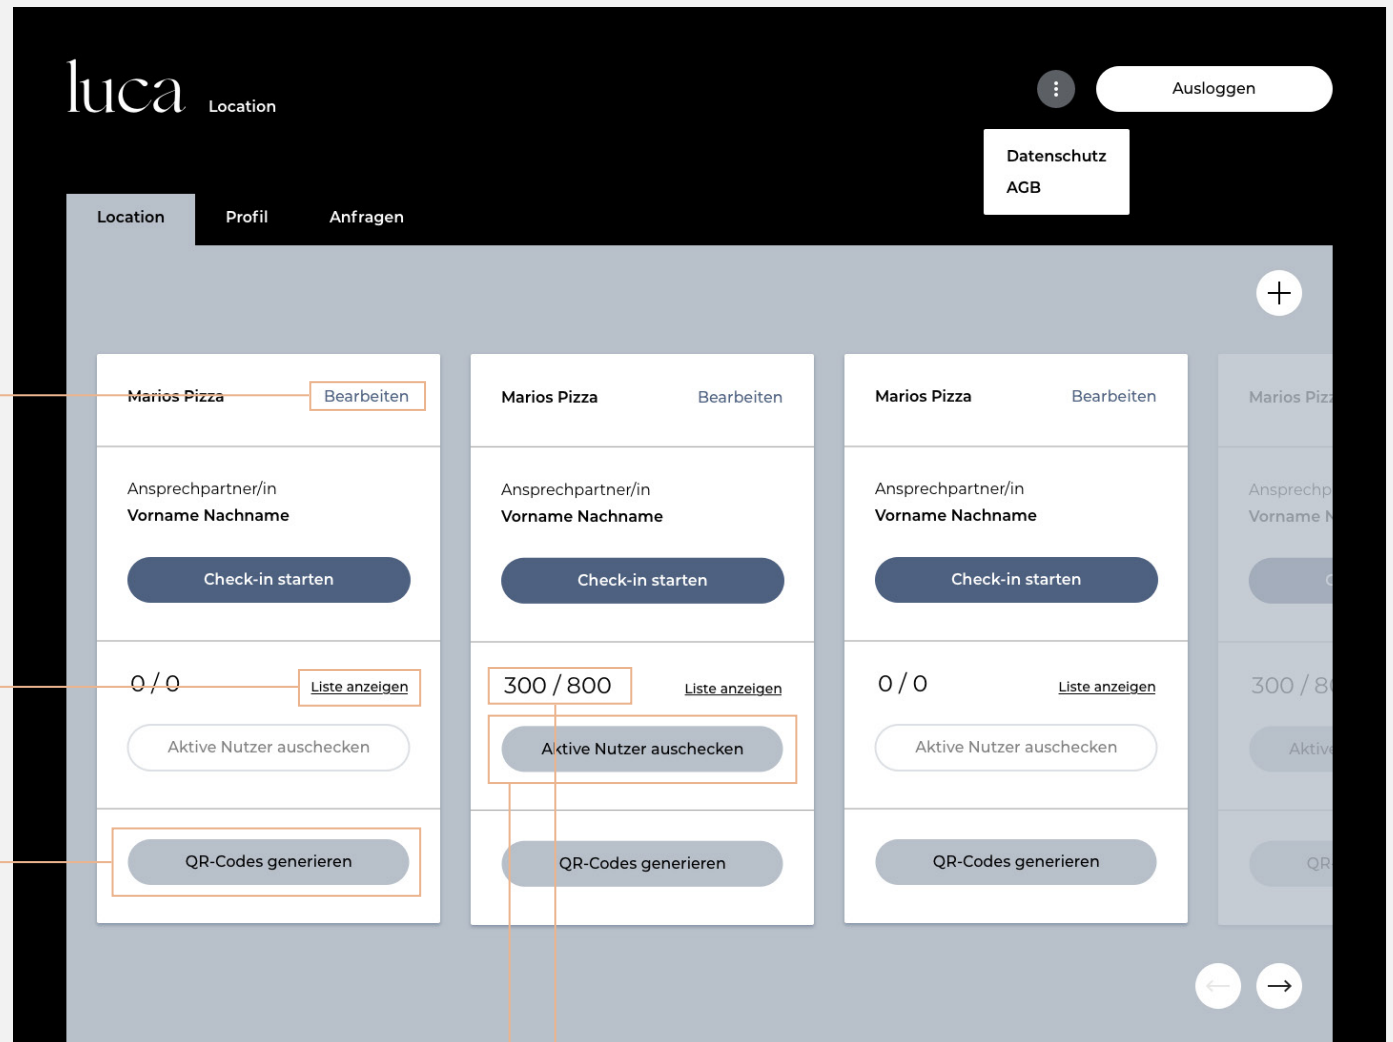 luca Location
Ausloggen
Datenschutz
AGB
Location Profil Anfragen
Marios Pizza Bearbeiten
Ansprechpartner/in
Vorname Nachname
Check-in starten
0 / 0 Liste anzeigen
Aktive Nutzer auschecken
QR-Codes generieren
Marios Pizza Bearbeiten
Ansprechpartner/in
Vorname Nachname
Check-in starten
300 / 800 Liste anzeigen
Aktive Nutzer auschecken
QR-Codes generieren
Marios Pizza Bearbeiten
Ansprechpartner/in
Vorname Nachname
Check-in starten
0 / 0 Liste anzeigen
Aktive Nutzer auschecken
QR-Codes generieren
Marios
Vorname
300 /